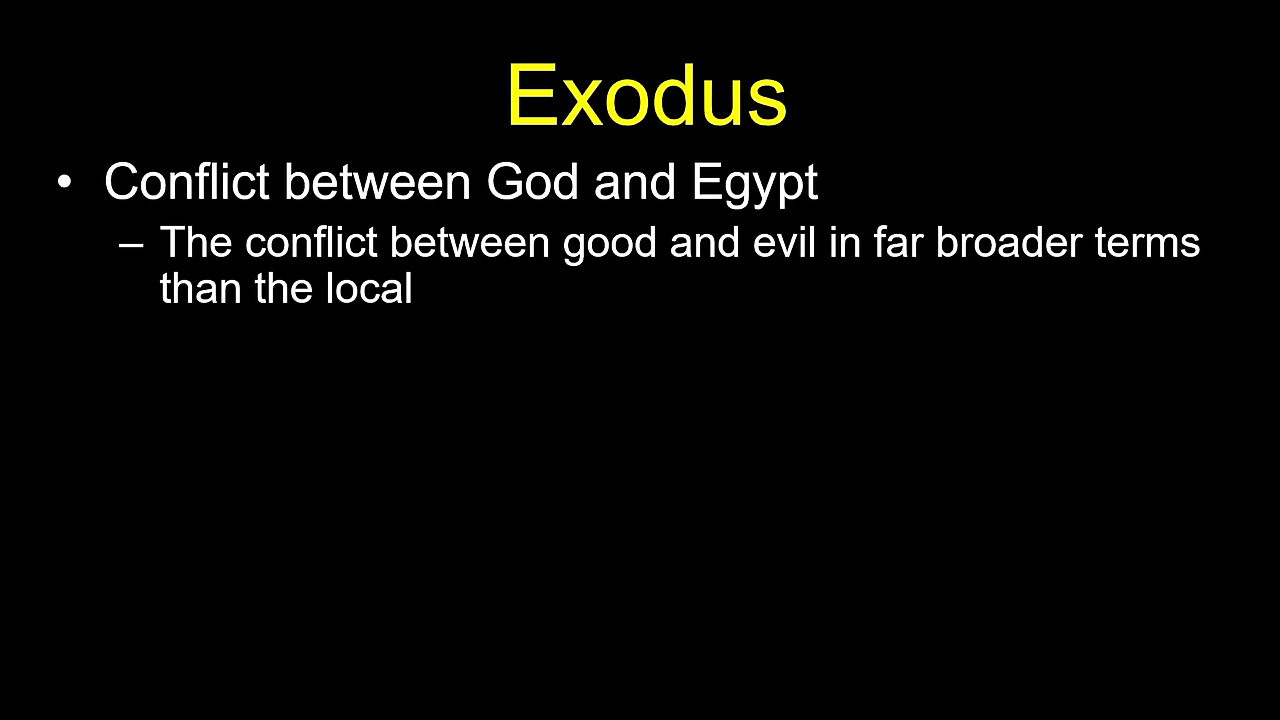 Exodus
• Conflict between God and Egypt
– The conflict between good and evil in far broader terms
than the local